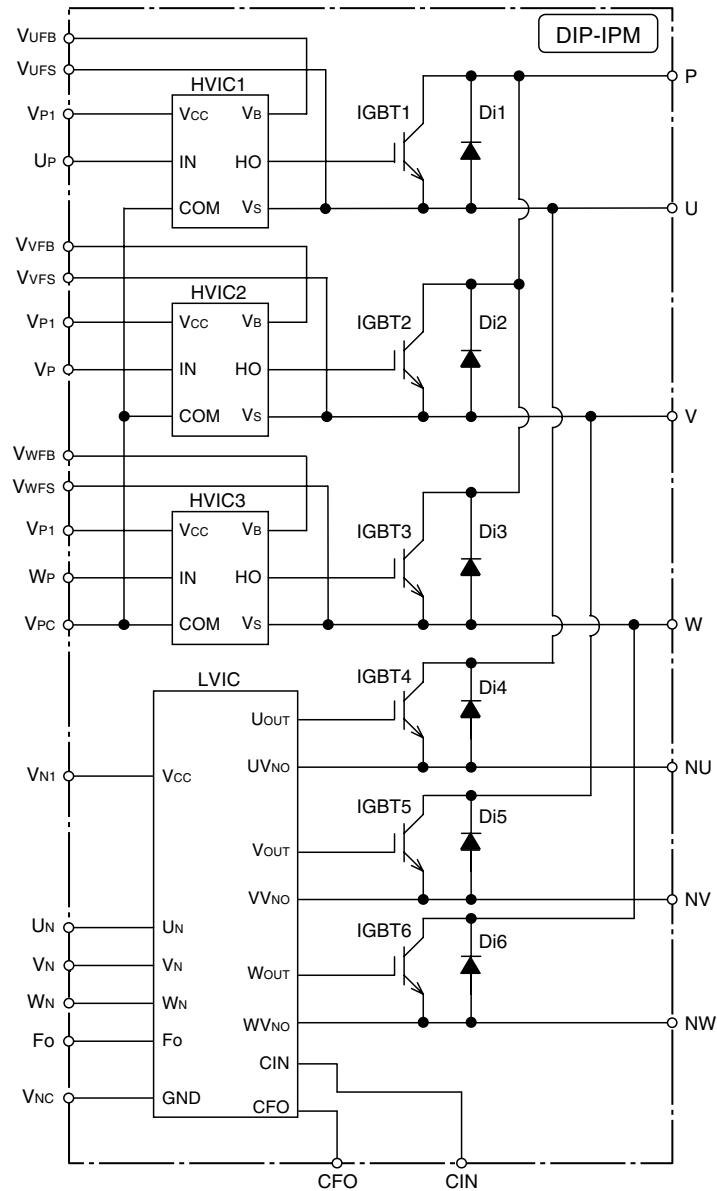 DIP-IPM
VUFB
VUFS
HVIC1
VP1
VCC VB
IGBT1
Di1
P
UP
IN HO
COM VS
U
VVFB
VVFS
HVIC2
VP1
VCC VB
IGBT2
Di2
VP
IN HO
COM VS
V
VWFB
VWFS
HVIC3
VP1
VCC VB
IGBT3
Di3
WP
IN HO
VPC
COM VS
W
LVIC
IGBT4
Di4
UOUT
VN1
VCC
UVNO
NU
IGBT5
Di5
VOUT
VVNO
NV
UN
UN
IGBT6
Di6
VN
VN
WOUT
WN
WN
WVNO
NW
Fo
Fo
CIN
VNC
GND
CFO
CFO
CIN